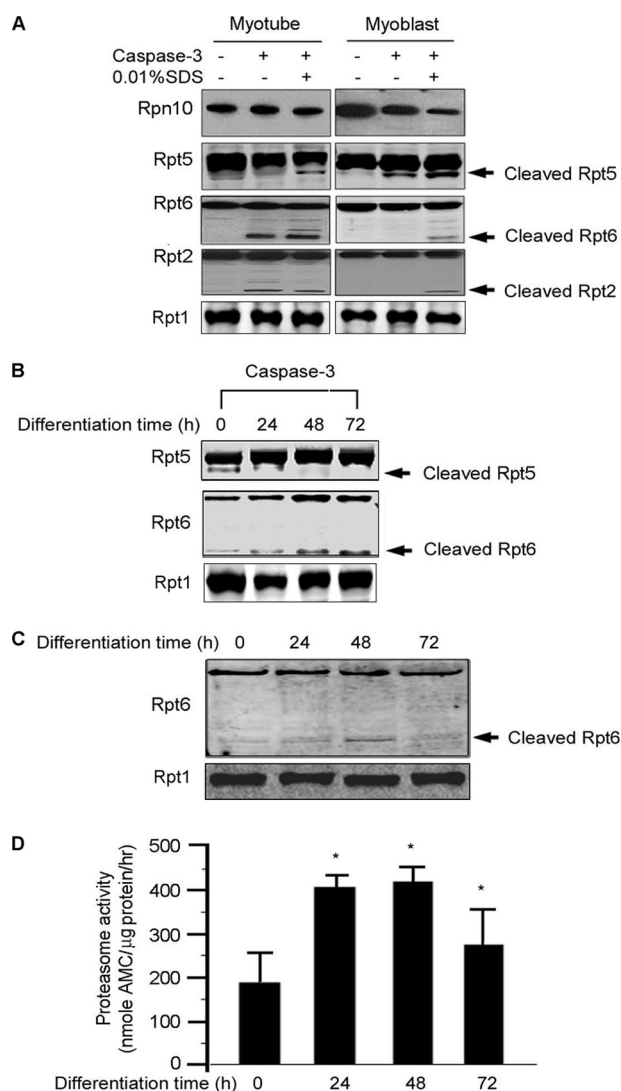 A
Myotube Myoblast
Caspase-3 - + + - + +
0.01%SDS - - + - - +
Rpn10
Rpt5
Cleaved Rpt5
Rpt6
Cleaved Rpt6
Rpt2
Cleaved Rpt2
Rpt1
B
Caspase-3
Differentiation time (h) 0 24 48 72
Rpt5
Cleaved Rpt5
Rpt6
Cleaved Rpt6
Rpt1
C
Differentiation time (h) 0 24 48 72
Rpt6
Cleaved Rpt6
Rpt1
D
Proteasome activity
(nmole AMC/μg protein/hr)
500
400
300
200
100
0
* * *
Differentiation time (h) 0 24 48 72